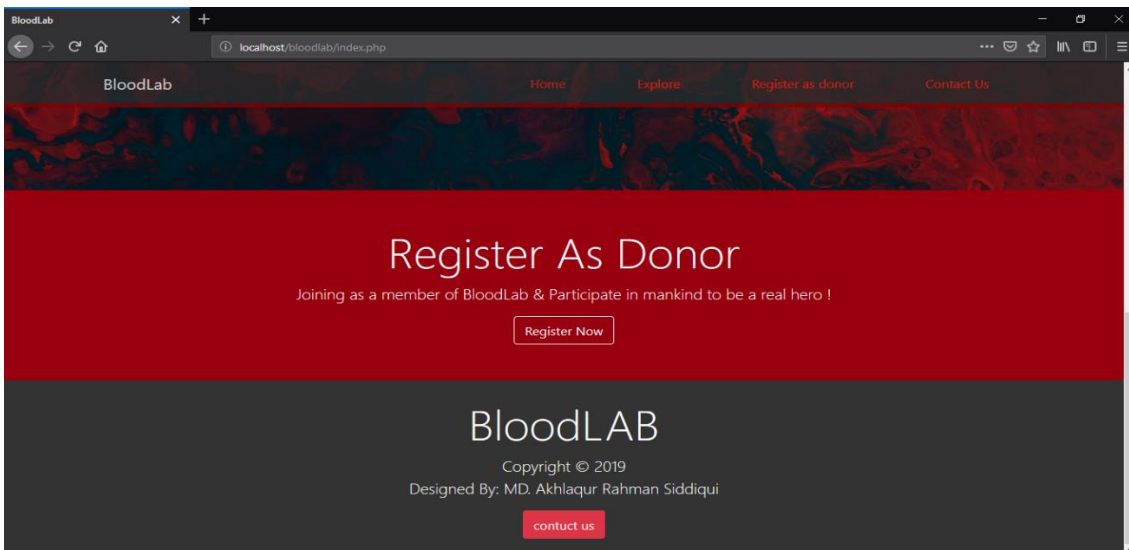 BloodLab
localhost/bloodlab/index.php
BloodLab Home Explore Register as donor Contact Us
Register As Donor
Joining as a member of BloodLab & Participate in mankind to be a real hero !
Register Now
BloodLAB
Copyright © 2019
Designed By: MD. Akhlaqur Rahman Siddiqui
contuct us